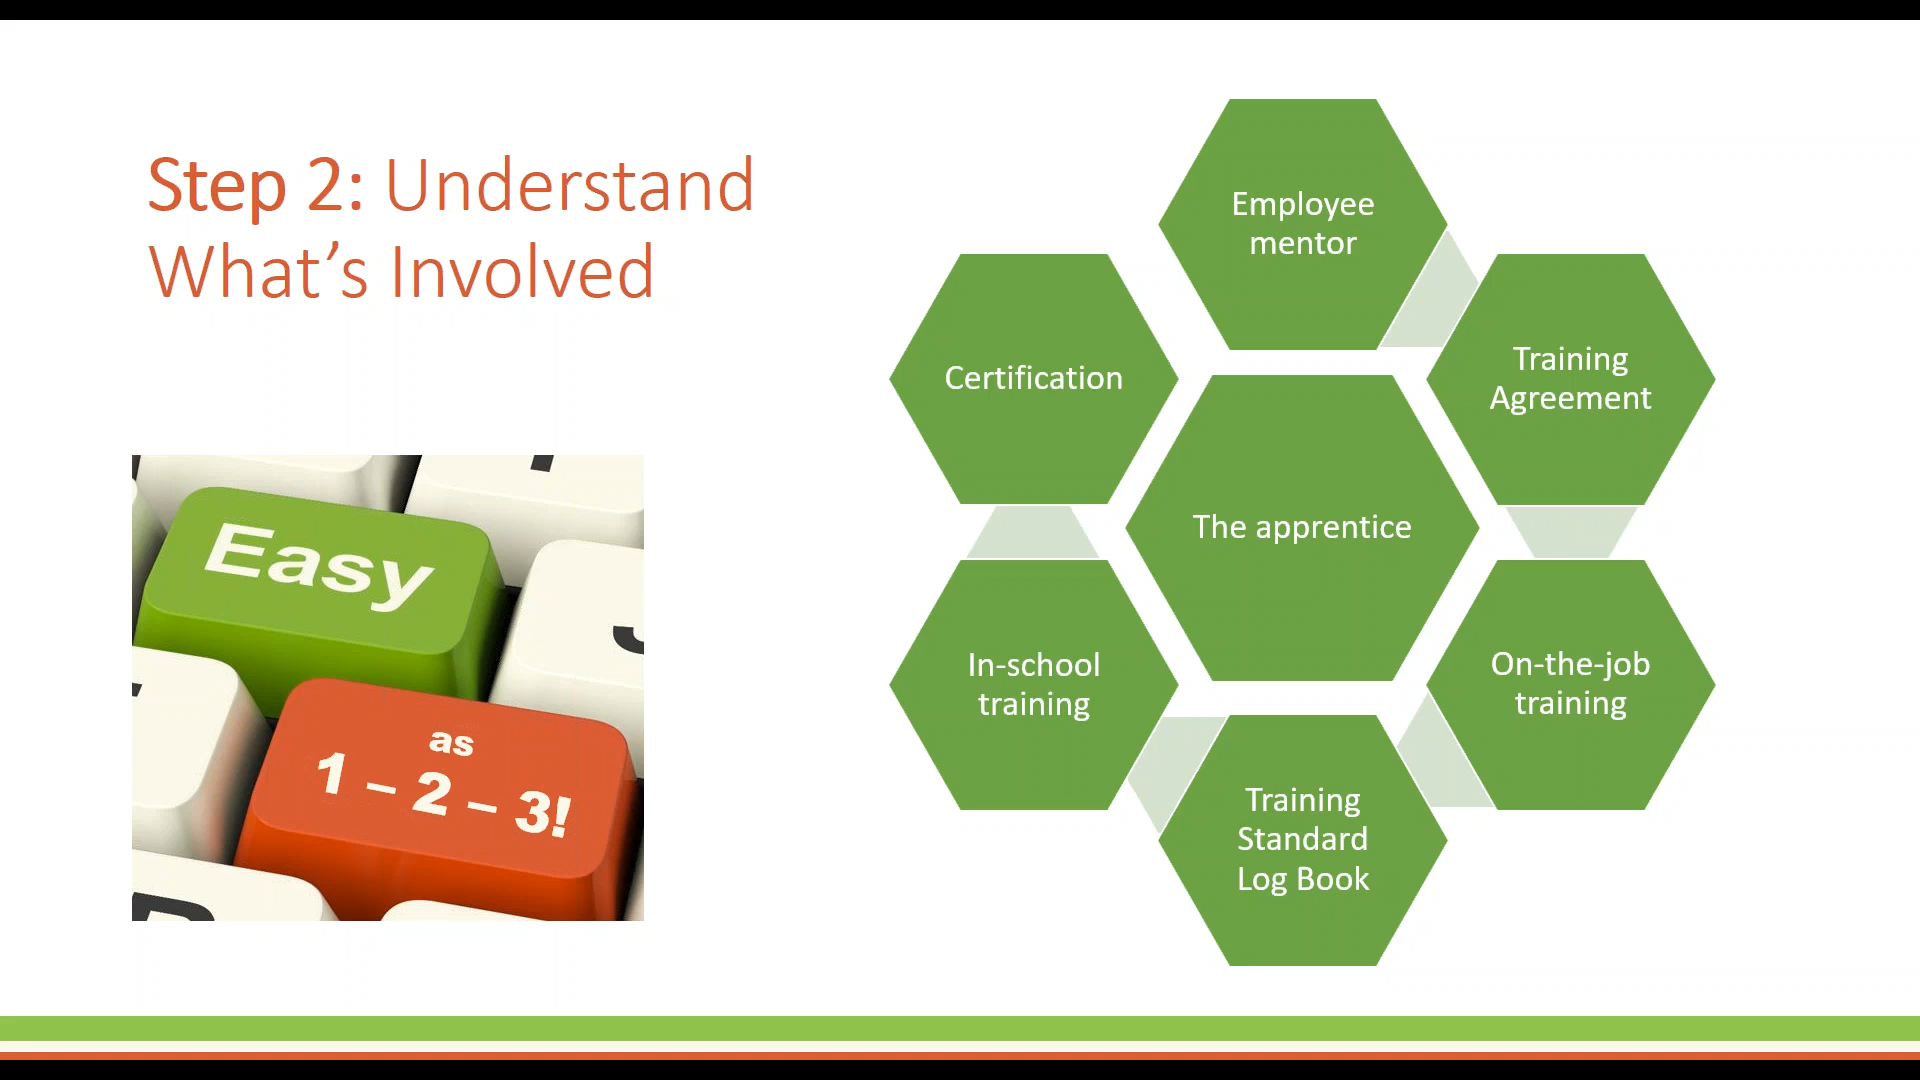 Step 2: Understand
What's Involved
Easy
as
1 – 2 – 3!
Employee
mentor
Training
Agreement
On-the-job
training
Training
Standard
Log Book
In-school
training
Certification
The apprentice